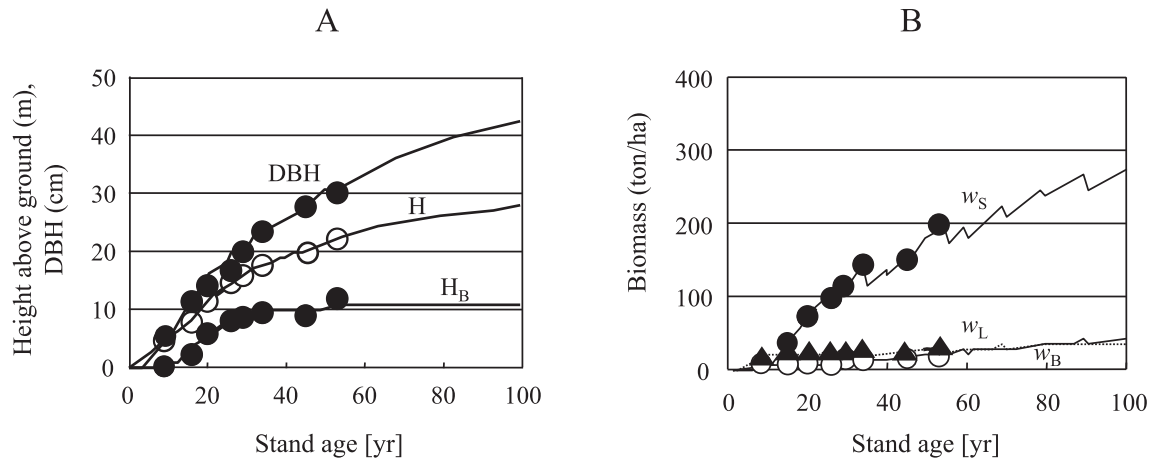 A
B
Height above ground (m),
DBH (cm)
50
40
30
20
10
0
DBH
H
H_B
0 20 40 60 80 100
Stand age [yr]
Biomass (ton/ha)
400
300
200
100
0
w_S
w_L
w_B
0 20 40 60 80 100
Stand age [yr]